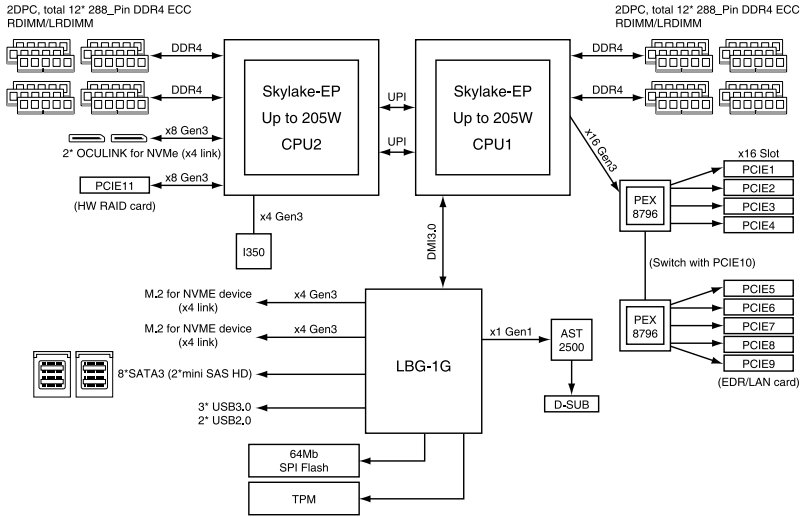 2DPC, total 12* 288_Pin DDR4 ECC
RDIMM/LRDIMM
2DPC, total 12* 288_Pin DDR4 ECC
RDIMM/LRDIMM
DDR4
DDR4
Skylake-EP
Up to 205W
CPU2
UPI
UPI
Skylake-EP
Up to 205W
CPU1
DDR4
DDR4
x8 Gen3
2* OCULINK for NVMe (x4 link)
PCIE11
x8 Gen3
(HW RAID card)
x4 Gen3
I350
DMI3.0
x16 Gen3
x16 Slot
PEX
8796
PCIE1
PCIE2
PCIE3
PCIE4
(Switch with PCIE10)
PEX
8796
PCIE5
PCIE6
PCIE7
PCIE8
PCIE9
(EDR/LAN card)
M.2 for NVME device
(x4 link)
x4 Gen3
M.2 for NVME device
(x4 link)
x4 Gen3
8*SATA3 (2*mini SAS HD)
3* USB3.0
2* USB2.0
LBG-1G
x1 Gen1
AST
2500
D-SUB
64Mb
SPI Flash
TPM